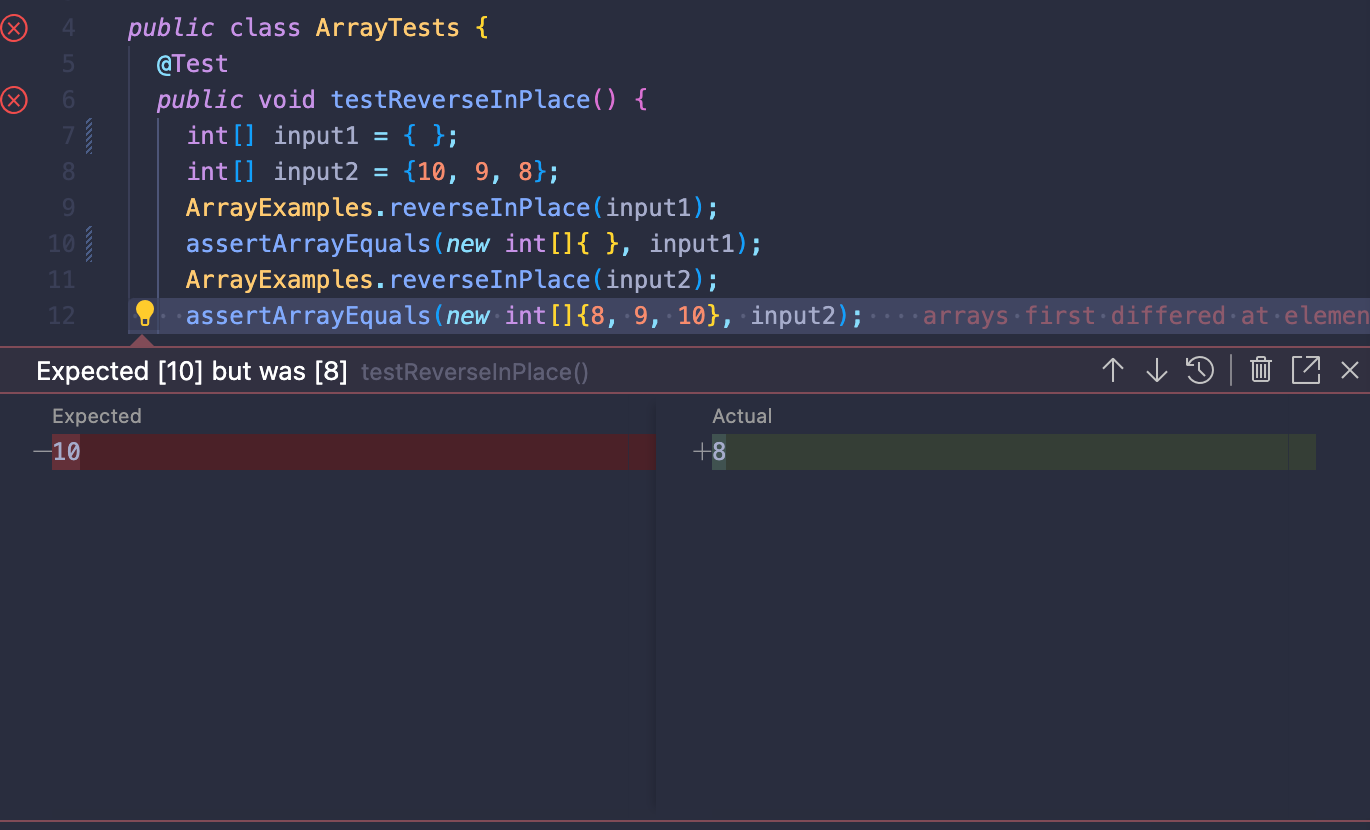 4 public class ArrayTests {
5 @Test
6 public void testReverseInPlace() {
7 int[] input1 = { };
8 int[] input2 = {10, 9, 8};
9 ArrayExamples.reverseInPlace(input1);
10 assertArrayEquals(new int[]{ }, input1);
11 ArrayExamples.reverseInPlace(input2);
12 assertArrayEquals(new int[]{8, 9, 10}, input2); arrays first differed at elemen
Expected [10] but was [8] testReverseInPlace()
Expected Actual
—10 +8